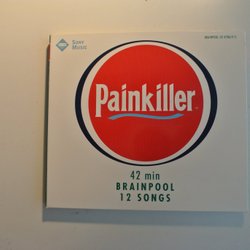 SONY
MUSIC
Painkiller
42 min
BRAINPOOL
12 SONGS